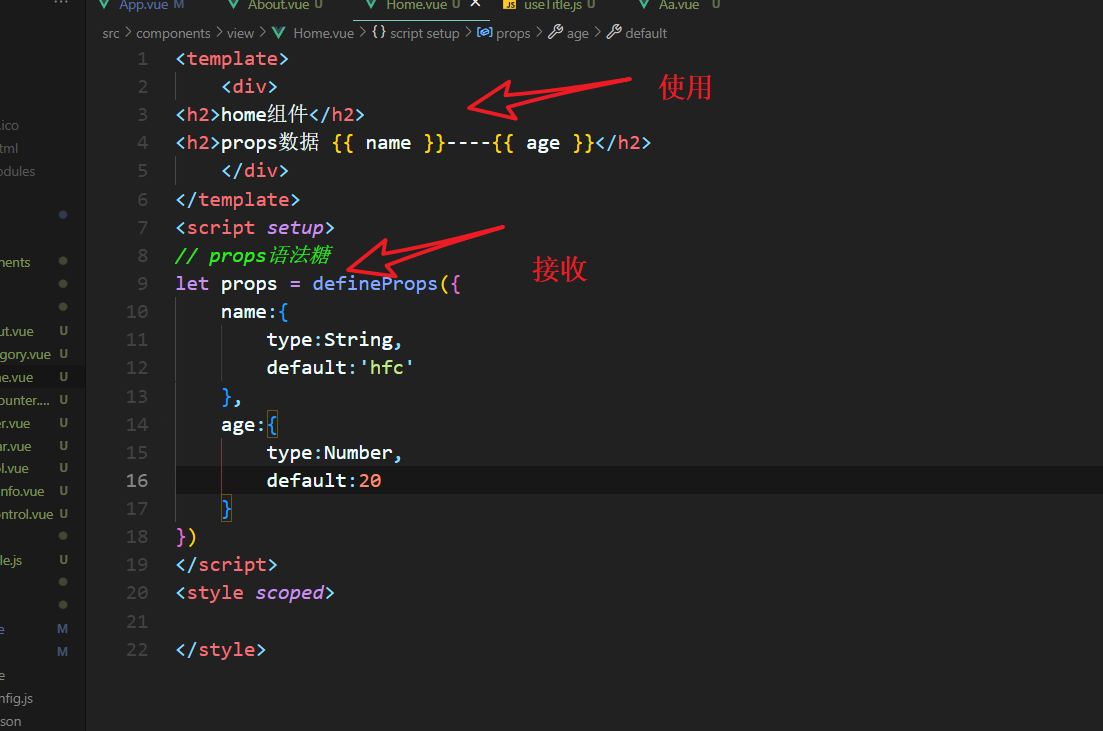 App.vue M About.vue U Home.vue U × JS useTitle.js U Aa.vue U
src > components > view > Home.vue > {} script setup > props > age > default
1 <template>
2 <div>
使用
3 <h2>home组件</h2>
4 <h2>props数据 {{ name }}----{{ age }}</h2>
5 </div>
6 </template>
7 <script setup>
8 // props语法糖
接收
9 let props = defineProps({
10 name:{
11 type:String,
12 default:'hfc'
13 },
14 age:{
15 type:Number,
16 default:20
17 }
18 })
19 </script>
20 <style scoped>
21
22 </style>
.ico
tml
odules
nents
ut.vue U
gory.vue U
ne.vue U
ounter.... U
er.vue U
ar.vue U
ol.vue U
nfo.vue U
ontrol.vue U
le.js U
e M
M
e
nfig.js
son